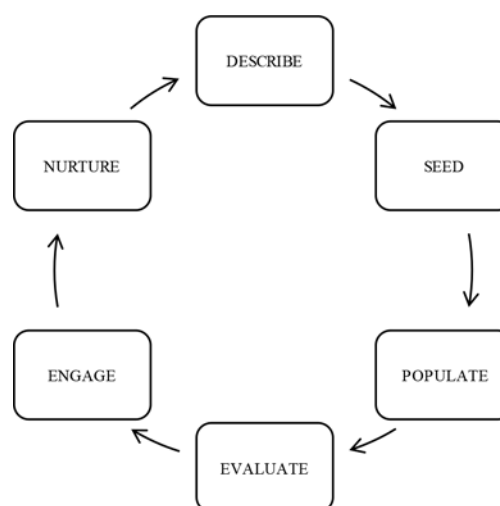 DESCRIBE
SEED
POPULATE
EVALUATE
ENGAGE
NURTURE